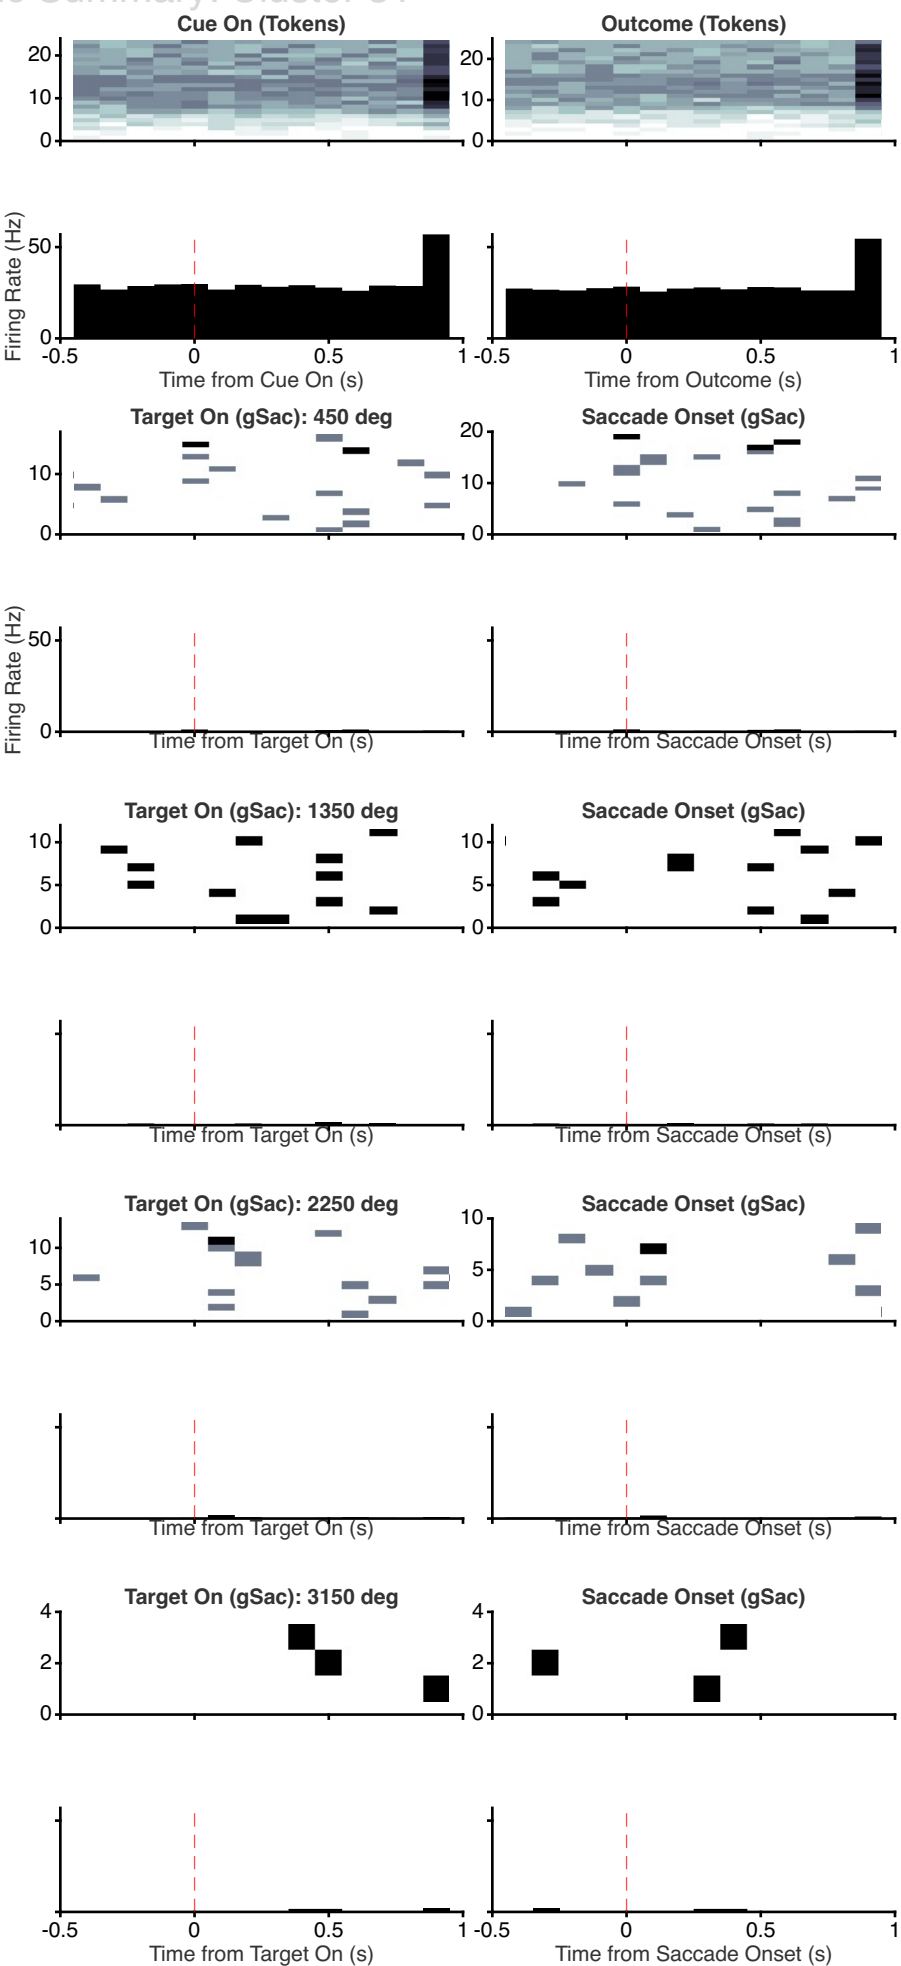 Summary: Cluster
Cue On (Tokens) Outcome (Tokens)
20 20
10 10
0 0
Firing Rate (Hz)
50
0
-0.5 0 0.5 1 -0.5 0 0.5 1
Time from Cue On (s) Time from Outcome (s)
Target On (gSac): 450 deg Saccade Onset (gSac)
20
10 10
0 0
Firing Rate (Hz)
50
0
Time from Target On (s) Time from Saccade Onset (s)
Target On (gSac): 1350 deg Saccade Onset (gSac)
10 10
5 5
0 0
Time from Target On (s) Time from Saccade Onset (s)
Target On (gSac): 2250 deg Saccade Onset (gSac)
10
10
5 5
0 0
Time from Target On (s) Time from Saccade Onset (s)
Target On (gSac): 3150 deg Saccade Onset (gSac)
4 4
2 2
0 0
-0.5 0 0.5 1 -0.5 0 0.5 1
Time from Target On (s) Time from Saccade Onset (s)